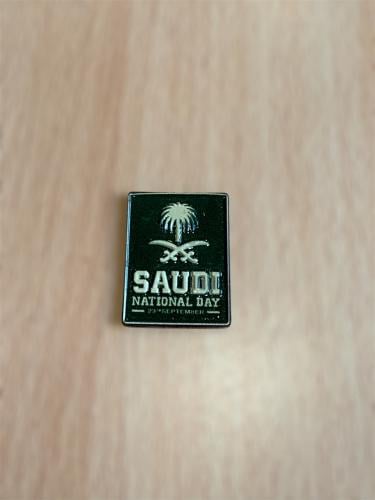 SAUDI
NATIONAL DAY
23RD SEPTEMBER